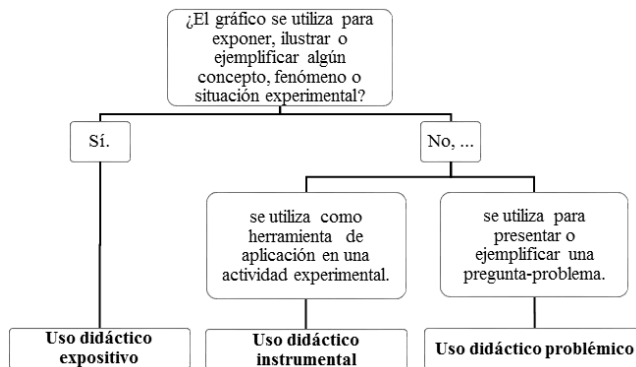 ¿El gráfico se utiliza para
exponer, ilustrar o
ejemplificar algún
concepto, fenómeno o
situación experimental?
Sí.
No, ...
se utiliza como
herramienta de
aplicación en una
actividad experimental.
se utiliza para
presentar o
ejemplificar una
pregunta-problema.
Uso didáctico
expositivo
Uso didáctico
instrumental
Uso didáctico problémico